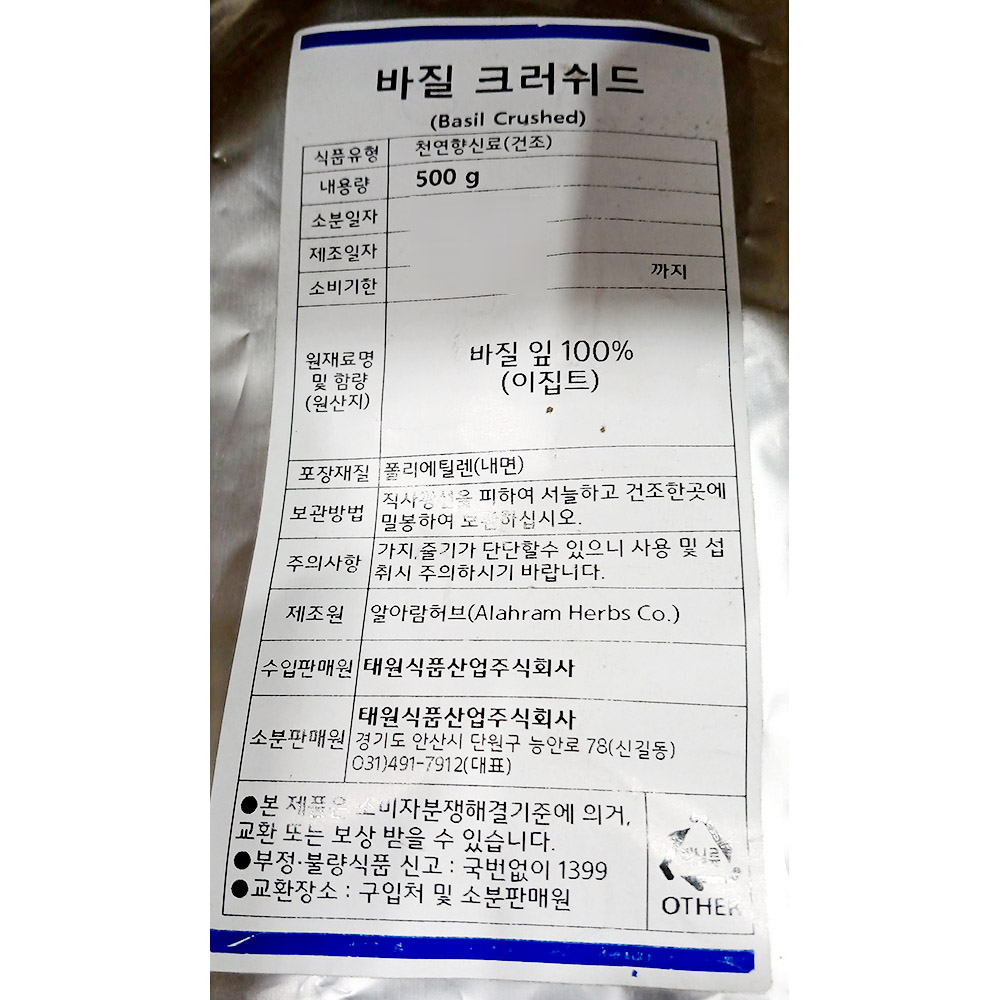 바질 크러쉬드
(Basil Crushed)
식품유형 천연향신료(건조)
내용량 500 g
소분일자
제조일자
소비기한 까지
원재료명
및 함량
(원산지)
바질 잎 100%
(이집트)
포장재질 폴리에틸렌(내면)
보관방법 직사광선을 피하여 서늘하고 건조한곳에
밀봉하여 보관하십시오.
주의사항 가지,줄기가 단단할수 있으니 사용 및 섭
취시 주의하시기 바랍니다.
제조원 알아람허브(Alahram Herbs Co.)
수입판매원 태원식품산업주식회사
소분판매원 태원식품산업주식회사
경기도 안산시 단원구 능안로 78(신길동)
031)491-7912(대표)
●본 제품은 소비자분쟁해결기준에 의거,
교환 또는 보상 받을 수 있습니다.
●부정·불량식품 신고 : 국번없이 1399
●교환장소 : 구입처 및 소분판매원
비닐류
OTHER